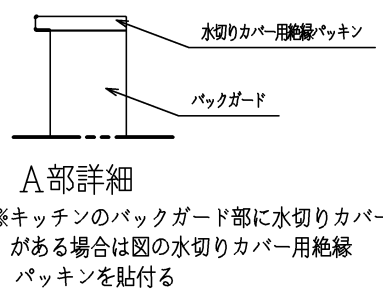 水切りカバー用絶縁パッキン
バックガード
A部詳細
※キッチンのバックガード部に水切りカバー
がある場合は図の水切りカバー用絶縁
パッキンを貼付る